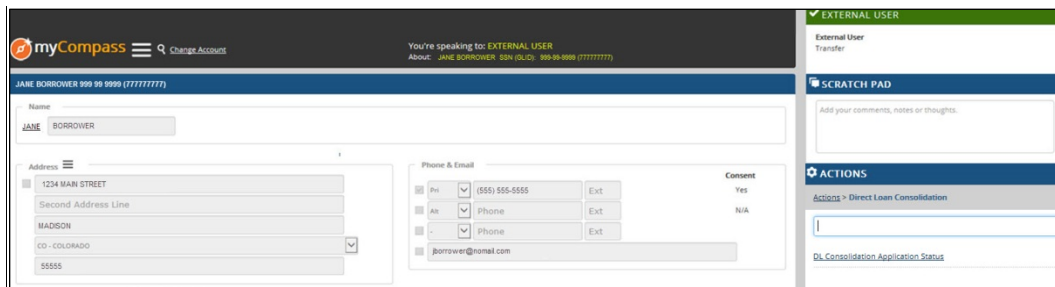 myCompass Change Account
You're speaking to: EXTERNAL USER
About: JANE BORROWER SSN (GLID): 999-99-9999 (777777777)
JANE BORROWER 999 99 9999 (777777777)
Name
JANE BORROWER
Address
1234 MAIN STREET
Second Address Line
MADISON
CO - COLORADO
55555
Phone & Email
Consent
Pri (555) 555-5555 Ext Yes
Alt Phone Ext N/A
- Phone Ext
jborrower@nomail.com
EXTERNAL USER
External User
Transfer
SCRATCH PAD
Add your comments, notes or thoughts.
ACTIONS
Actions > Direct Loan Consolidation
DL Consolidation Application Status